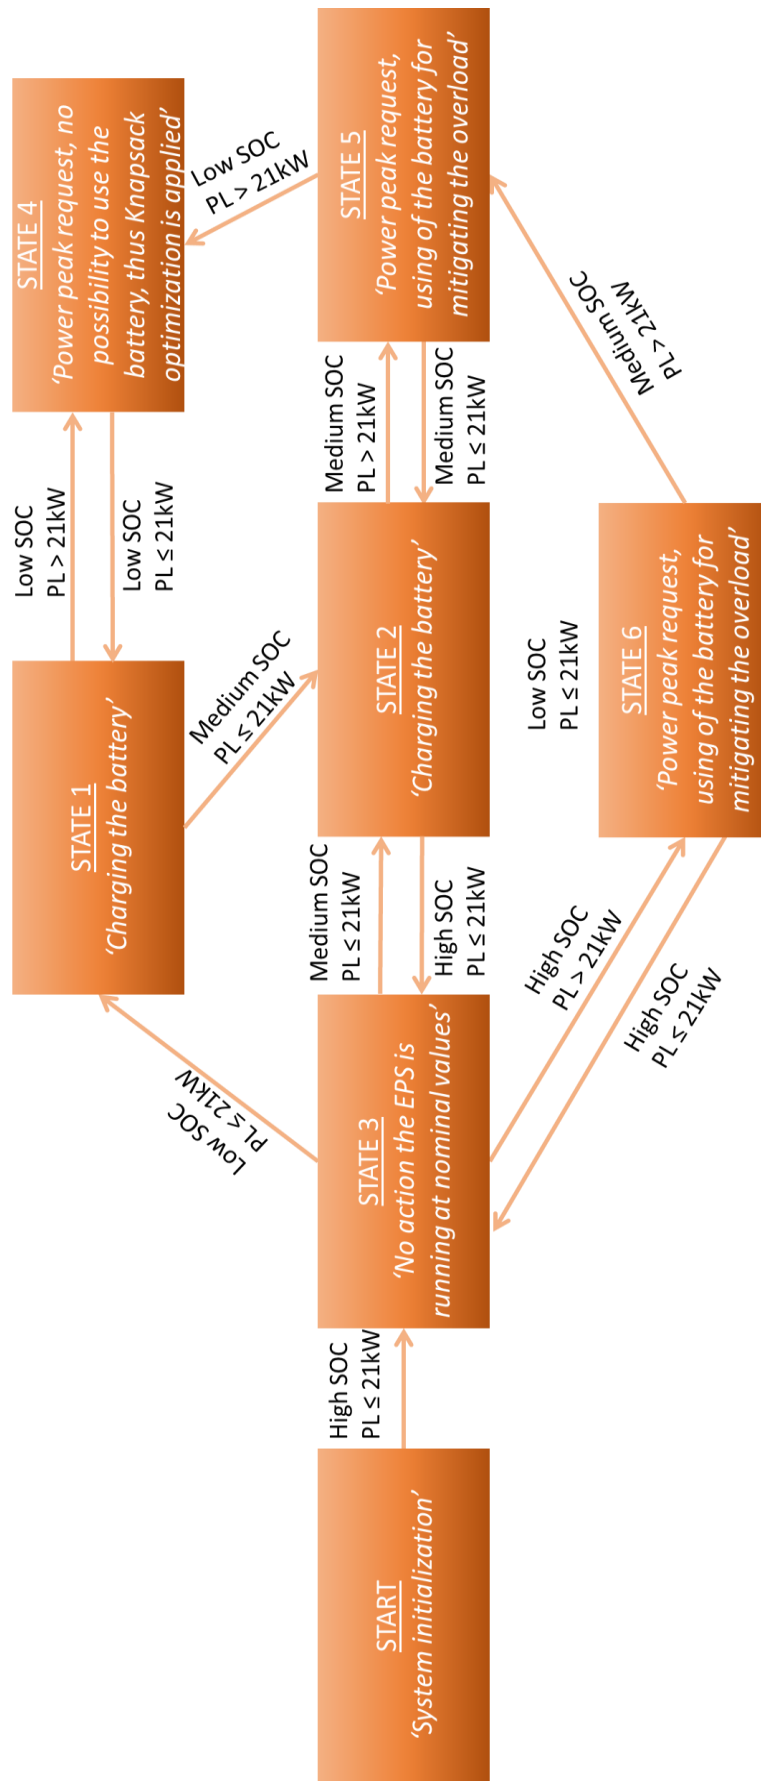 START
‘System initialization’
High SOC
PL ≤ 21kW
STATE 3
‘No action the EPS is
running at nominal values’
Low SOC
PL ≤ 21kW
Medium SOC
PL ≤ 21kW
High SOC
PL ≤ 21kW
High SOC
PL > 21kW
High SOC
PL ≤ 21kW
STATE 1
‘Charging the battery’
Medium SOC
PL ≤ 21kW
STATE 2
‘Charging the battery’
Low SOC
PL ≤ 21kW
STATE 6
‘Power peak request,
using of the battery for
mitigating the overload’
Low SOC
PL > 21kW
Low SOC
PL ≤ 21kW
Medium SOC
PL > 21kW
Medium SOC
PL ≤ 21kW
Medium SOC
PL > 21kW
STATE 4
‘Power peak request, no
possibility to use the
battery, thus Knapsack
optimization is applied’
Low SOC
PL > 21kW
STATE 5
‘Power peak request,
using of the battery for
mitigating the overload’